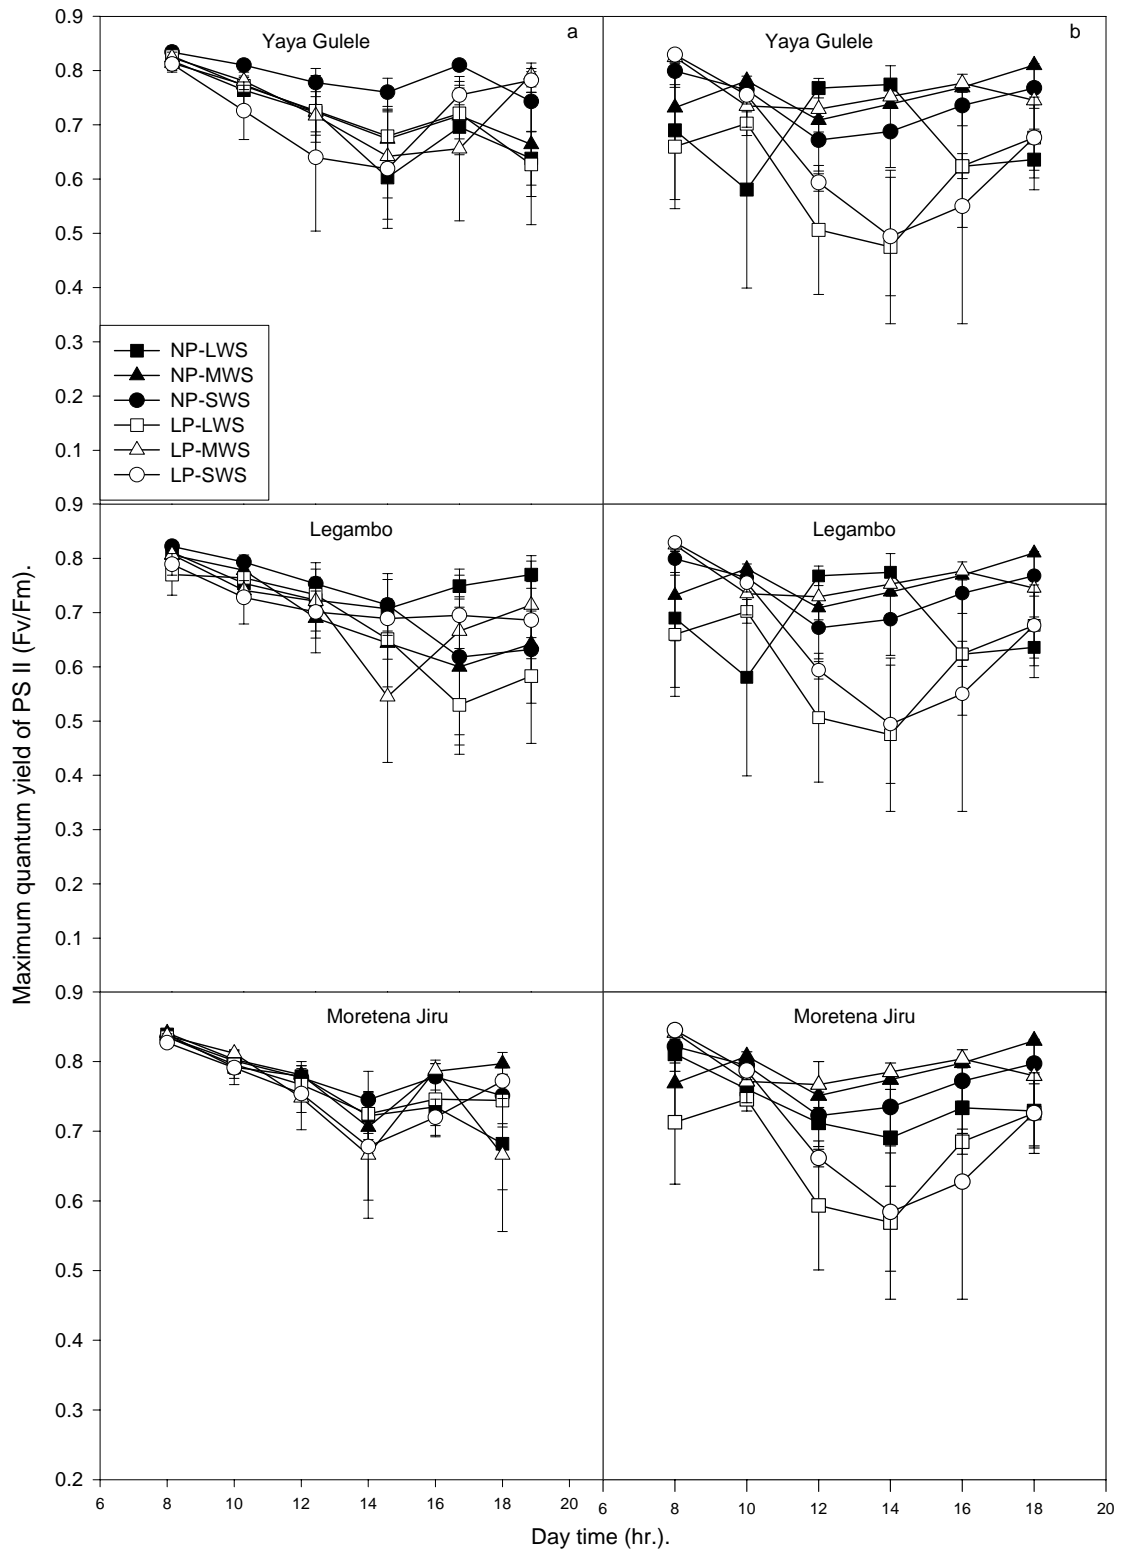 0.9
Yaya Gulele
a
Yaya Gulele
b
0.8
0.7
0.6
0.5
0.4
0.3
0.2
0.1
NP-LWS
NP-MWS
NP-SWS
LP-LWS
LP-MWS
LP-SWS
0.9
Legambo
Legambo
0.8
0.7
0.6
0.5
0.4
0.3
0.2
0.1
Maximum quantum yield of PS II (Fv/Fm).
0.9
Moretena Jiru
Moretena Jiru
0.8
0.7
0.6
0.5
0.4
0.3
0.2
6 8 10 12 14 16 18 20
6 8 10 12 14 16 18 20
Day time (hr.).